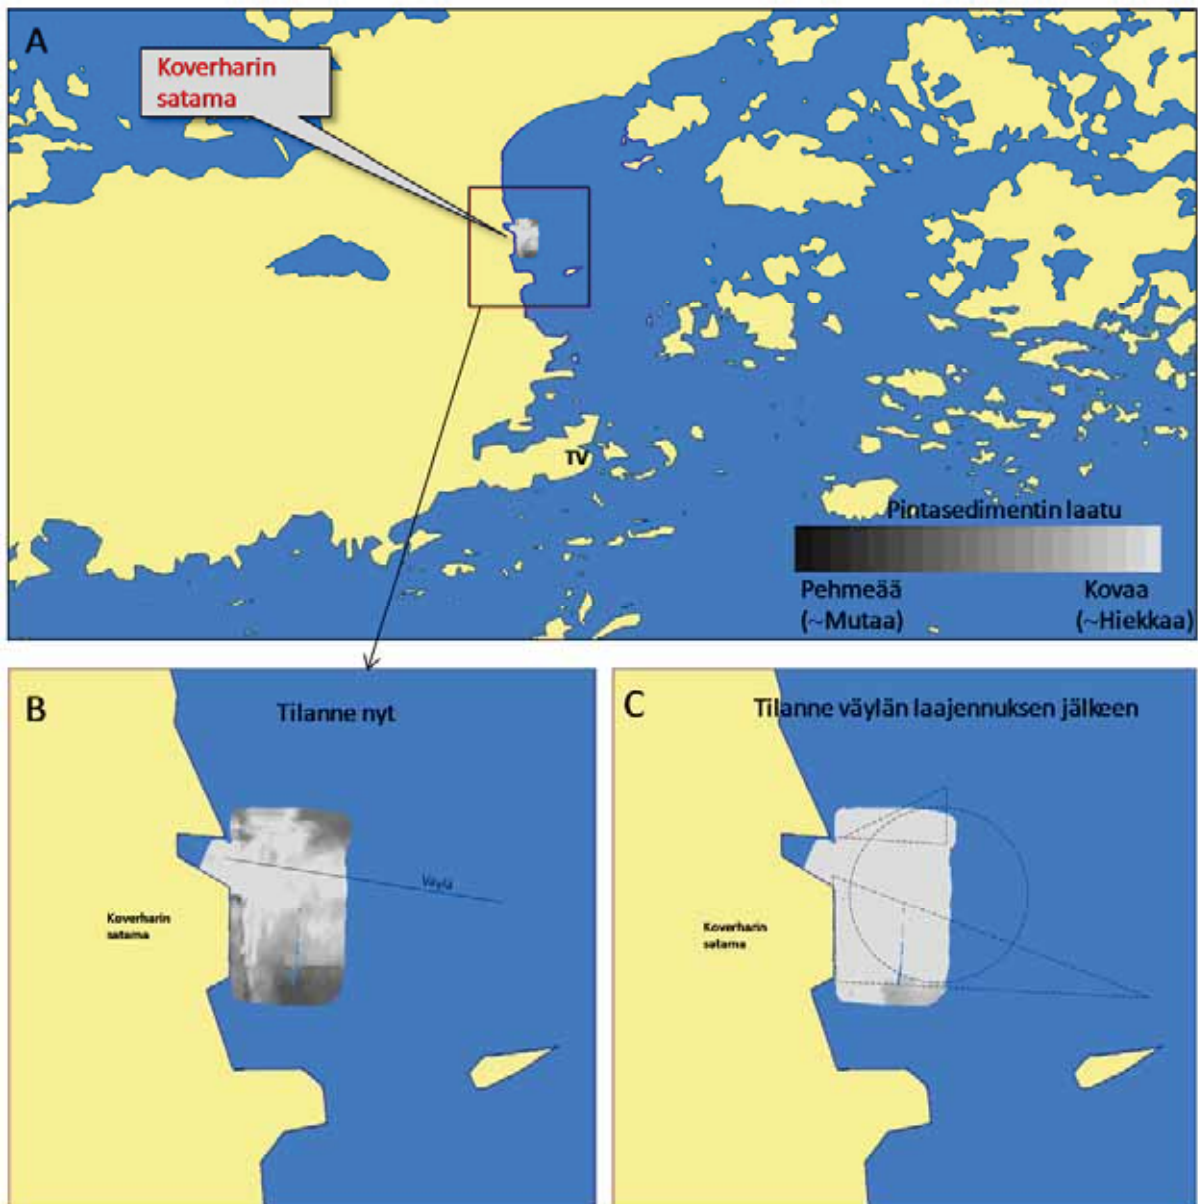 A
Koverharin
satama
TV
Pintasedimentin laatu
Pehmeää
(~Mutaa)
Kovaa
(~Hiekkaa)
B
Tilanne nyt
Väylä
Koverharin
satama
C
Tilanne väylän laajennuksen jälkeen
Koverharin
satama